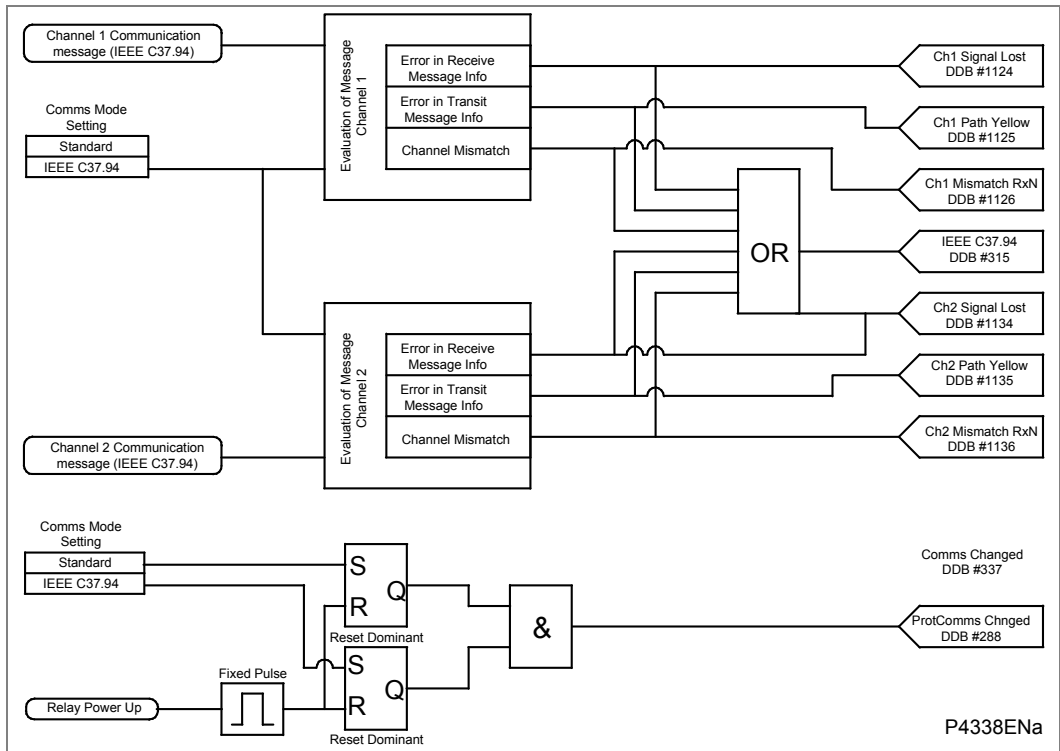 Channel 1 Communication
message (IEEE C37.94)
Comms Mode
Setting
Standard
IEEE C37.94
Evaluation of Message
Channel 1
Error in Receive
Message Info
Error in Transit
Message Info
Channel Mismatch
Ch1 Signal Lost
DDB #1124
Ch1 Path Yellow
DDB #1125
Ch1 Mismatch RxN
DDB #1126
OR
IEEE C37.94
DDB #315
Evaluation of Message
Channel 2
Error in Receive
Message Info
Error in Transit
Message Info
Channel Mismatch
Ch2 Signal Lost
DDB #1134
Ch2 Path Yellow
DDB #1135
Ch2 Mismatch RxN
DDB #1136
Channel 2 Communication
message (IEEE C37.94)
Comms Mode
Setting
Standard
IEEE C37.94
S
Q
R
Reset Dominant
S
Q
R
Reset Dominant
Fixed Pulse
Relay Power Up
&
Comms Changed
DDB #337
ProtComms Chnged
DDB #288
P4338ENa